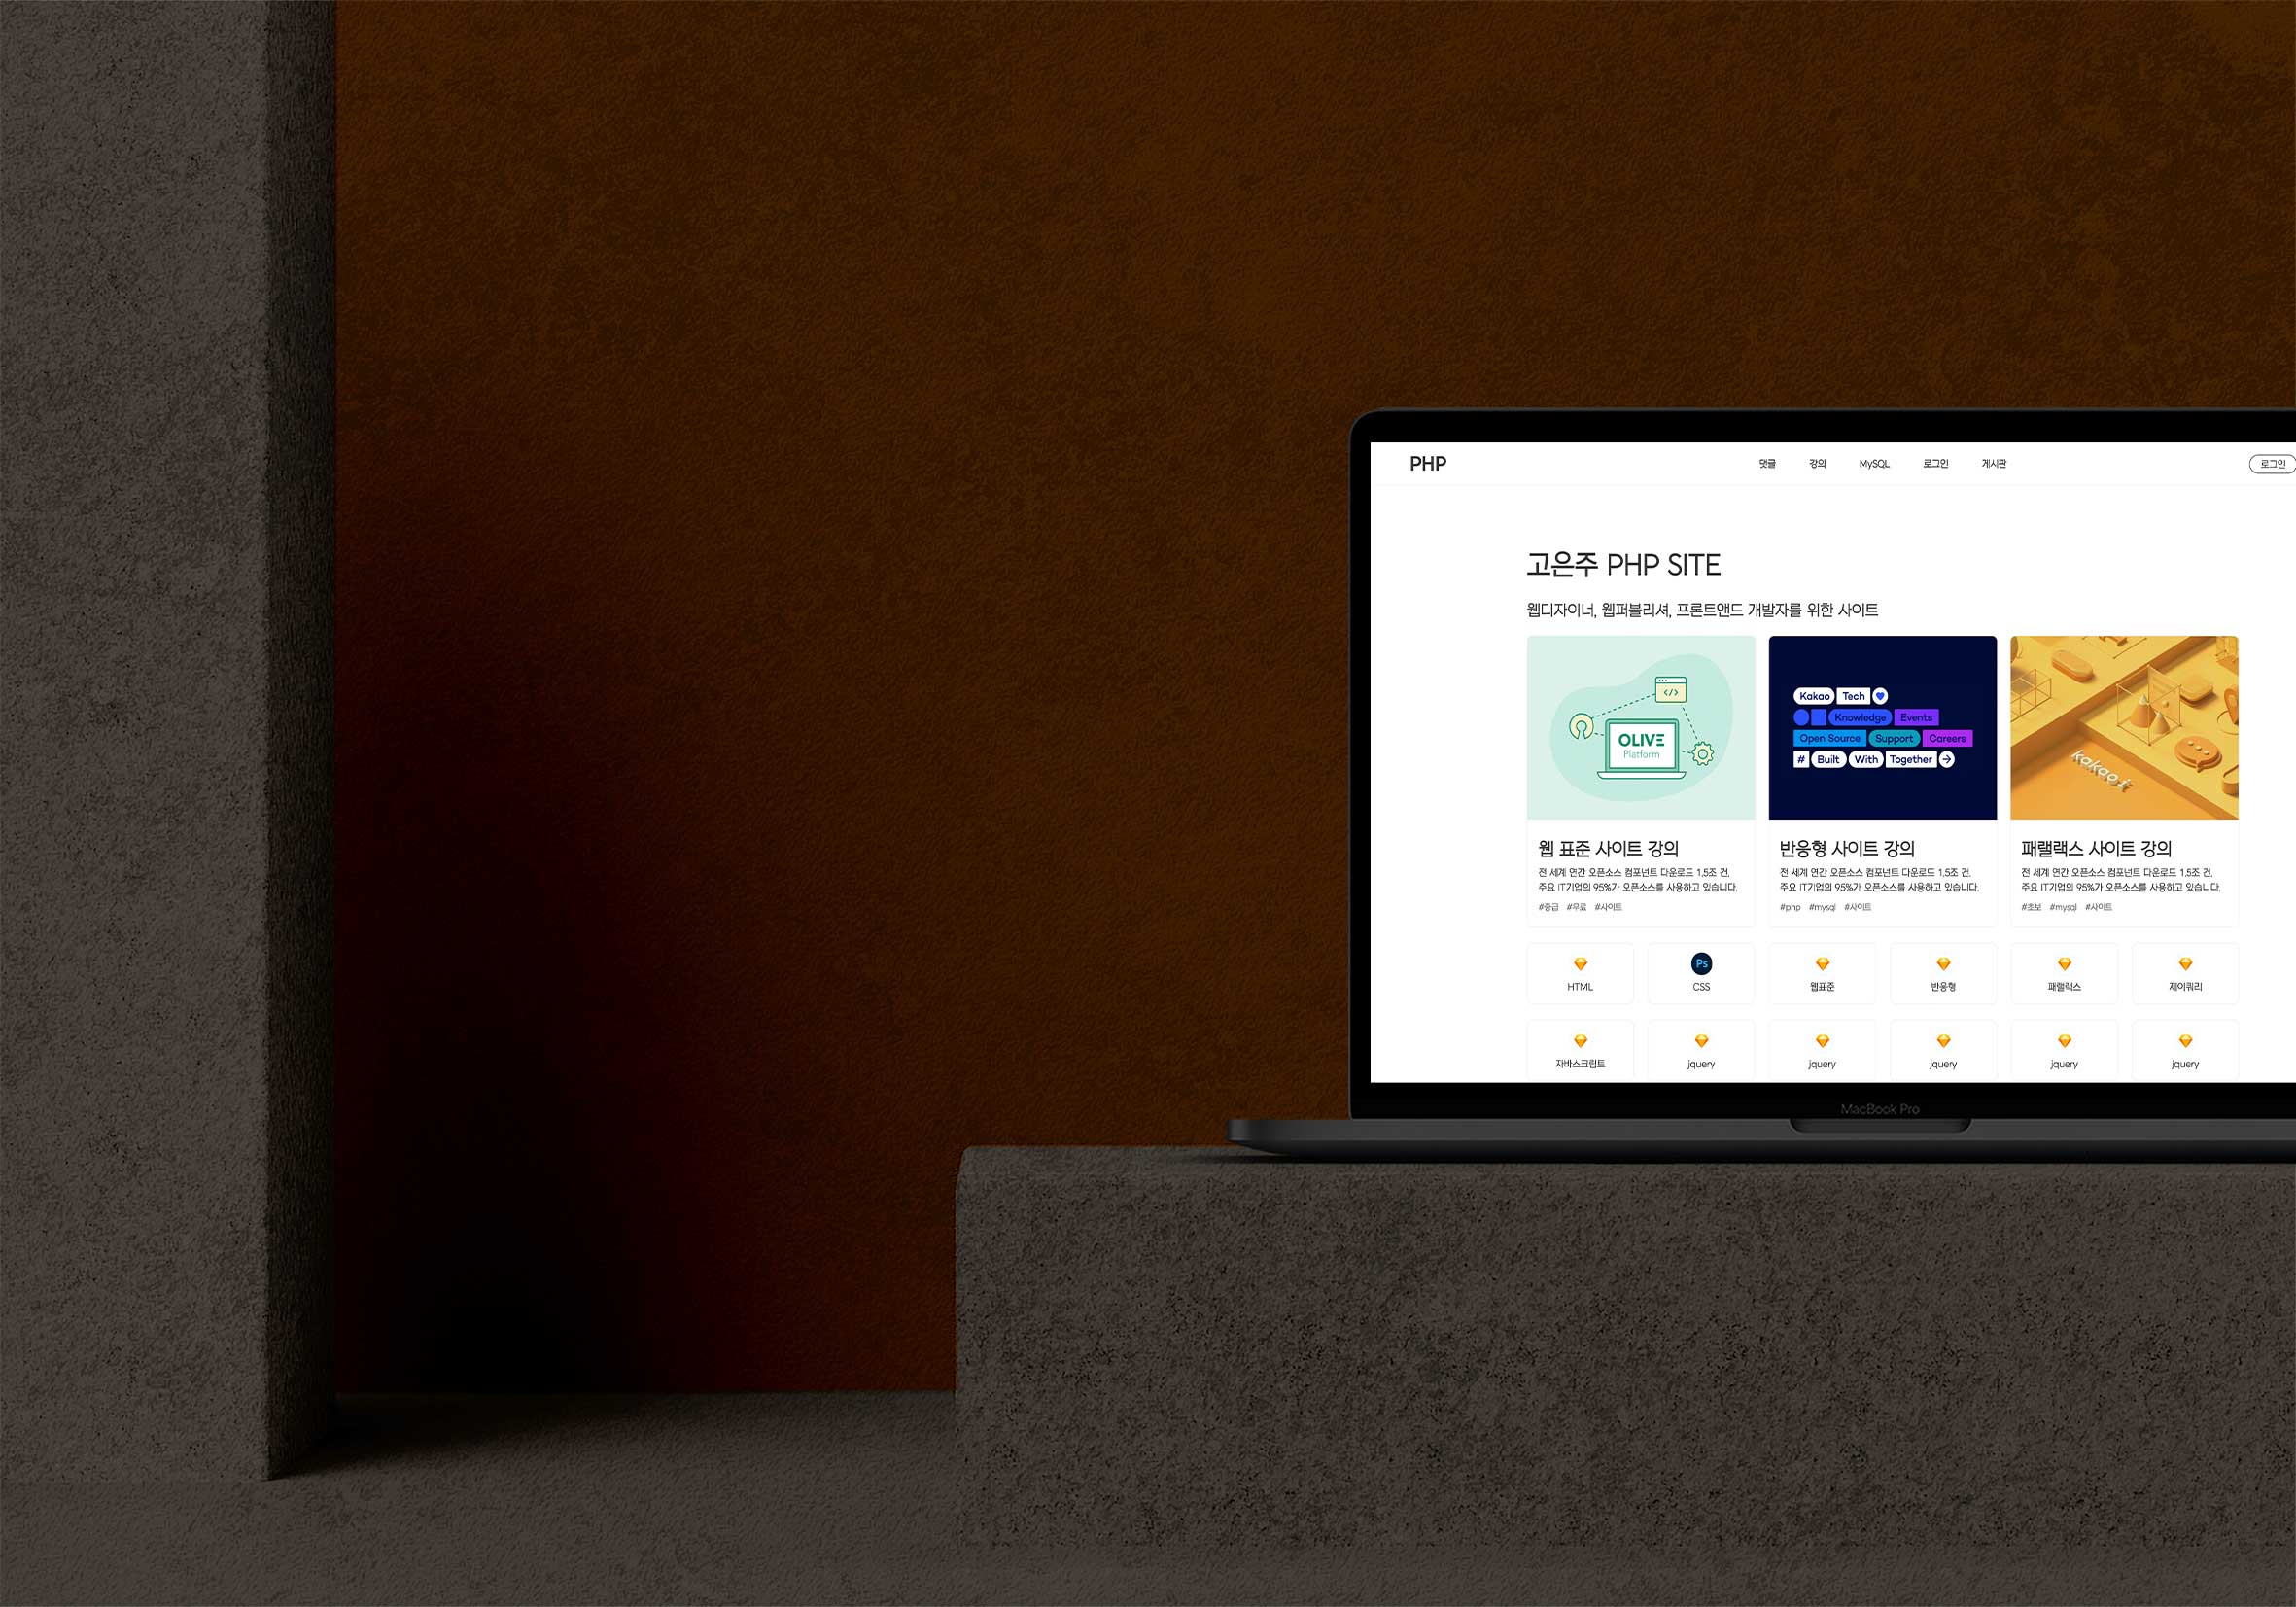 PHP 댓글 강의 MySQL 로그인 게시판 로그인
고은주 PHP SITE
웹디자이너, 웹퍼블리셔, 프론트앤드 개발자를 위한 사이트
</>
OLIVE
Platform
Kakao Tech
Knowledge Events
Open Source Support Careers
# Built With Together →
kakao i
웹 표준 사이트 강의
전 세계 연간 오픈소스 컴포넌트 다운로드 1.5조 건.
주요 IT기업의 95%가 오픈소스를 사용하고 있습니다.
#중급 #무료 #사이트
반응형 사이트 강의
전 세계 연간 오픈소스 컴포넌트 다운로드 1.5조 건.
주요 IT기업의 95%가 오픈소스를 사용하고 있습니다.
#php #mysql #사이트
패랠랙스 사이트 강의
전 세계 연간 오픈소스 컴포넌트 다운로드 1.5조 건.
주요 IT기업의 95%가 오픈소스를 사용하고 있습니다.
#초보 #mysql #사이트
Ps
HTML CSS 웹표준 반응형 패랠랙스 제이쿼리
자바스크립트 jquery jquery jquery jquery jquery
MacBook Pro